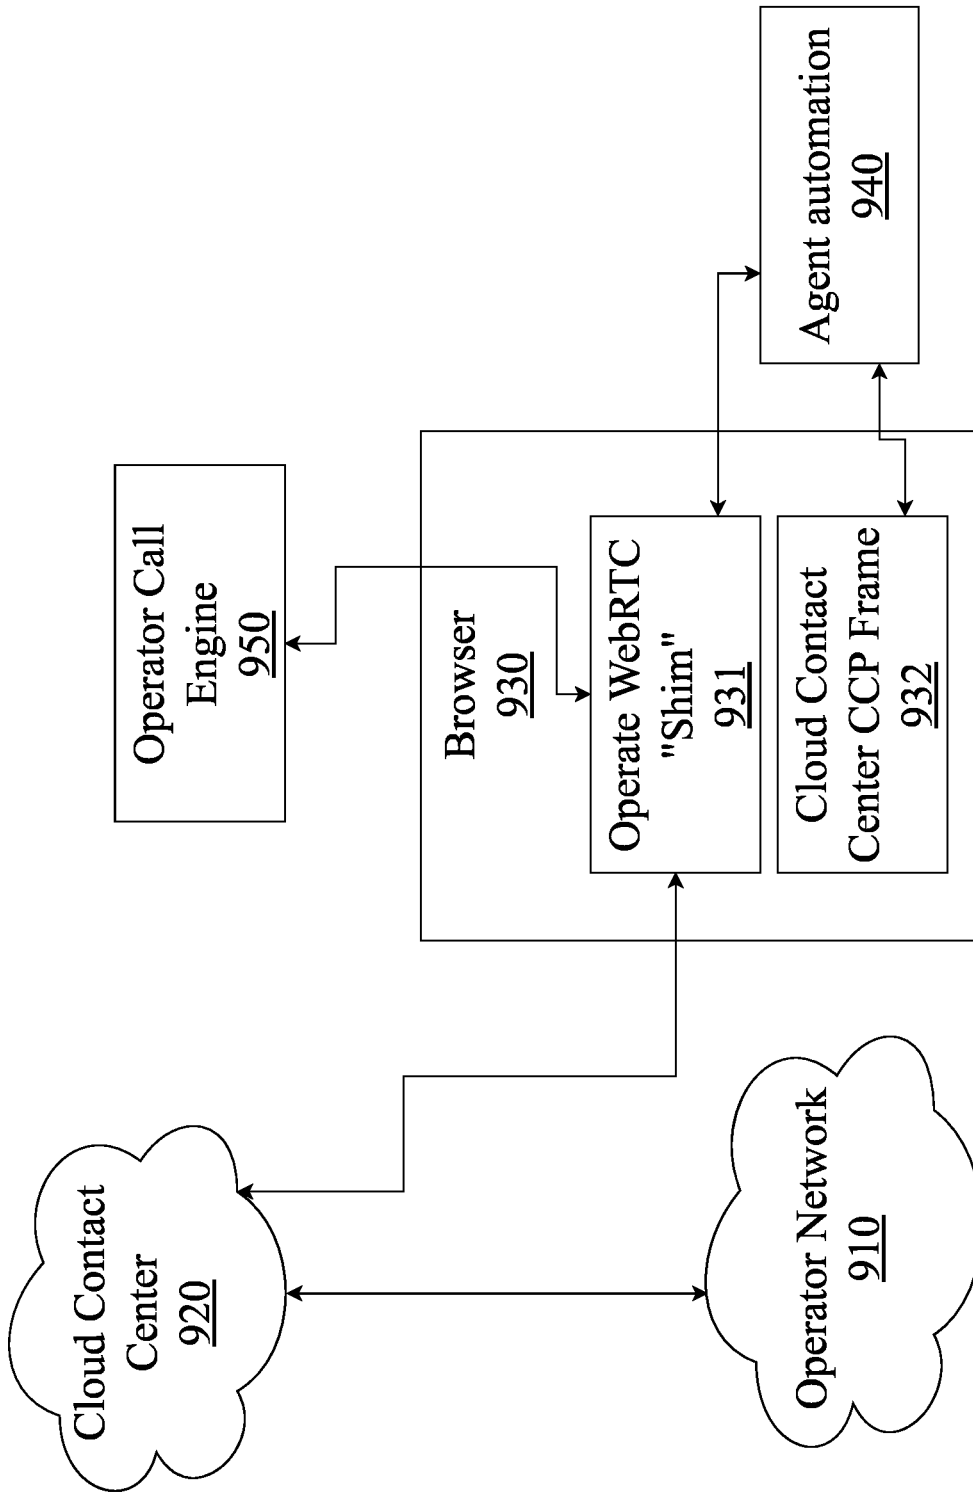 Cloud Contact
Center
920
Operator Network
910
Operator Call
Engine
950
Browser
930
Operate WebRTC
"Shim"
931
Cloud Contact
Center CCP Frame
932
Agent automation
940